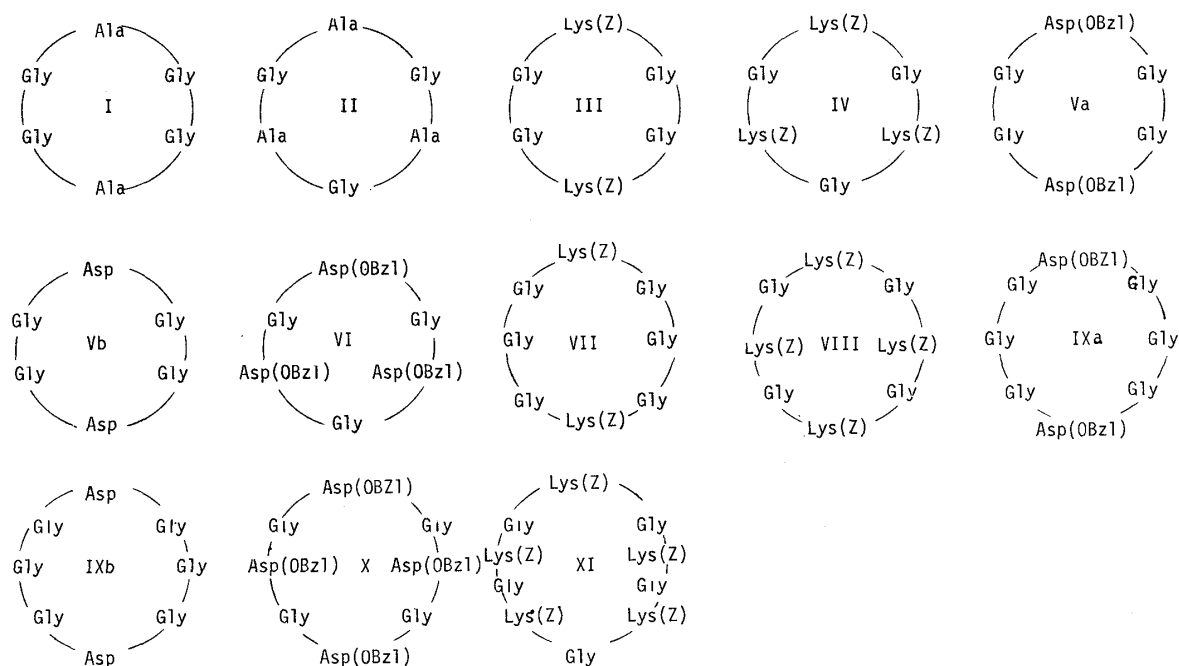 Ala Ala Lys(Z) Lys(Z) Asp(OBzl)
Gly Gly Gly Gly Gly Gly Gly Gly Gly Gly
I II III IV Va
Gly Gly Ala Ala Gly Gly Lys(Z) Lys(Z) Gly Gly
Ala Gly Lys(Z) Gly Asp(OBzl)
Asp Asp(OBzl) Lys(Z) Lys(Z) Asp(OBZl)
Gly Gly Gly Gly Gly Gly Gly Gly Gly Gly
Vb VI Gly VII Gly Lys(Z) VIII Lys(Z) Gly IXa Gly
Gly Gly Asp(OBzl) Asp(OBzl) Gly Gly Gly Gly Gly Gly
Asp Gly Lys(Z) Lys(Z) Asp(OBzl)
Asp Asp(OBZl) Lys(Z)
Gly Gly Gly Gly Gly Gly
Gly IXb Gly Asp(OBzl) X Asp(OBzl) Lys(Z) XI Lys(Z)
Gly Gly
Gly Gly Gly Gly Lys(Z) Lys(Z)
Asp Asp(OBzl) Gly